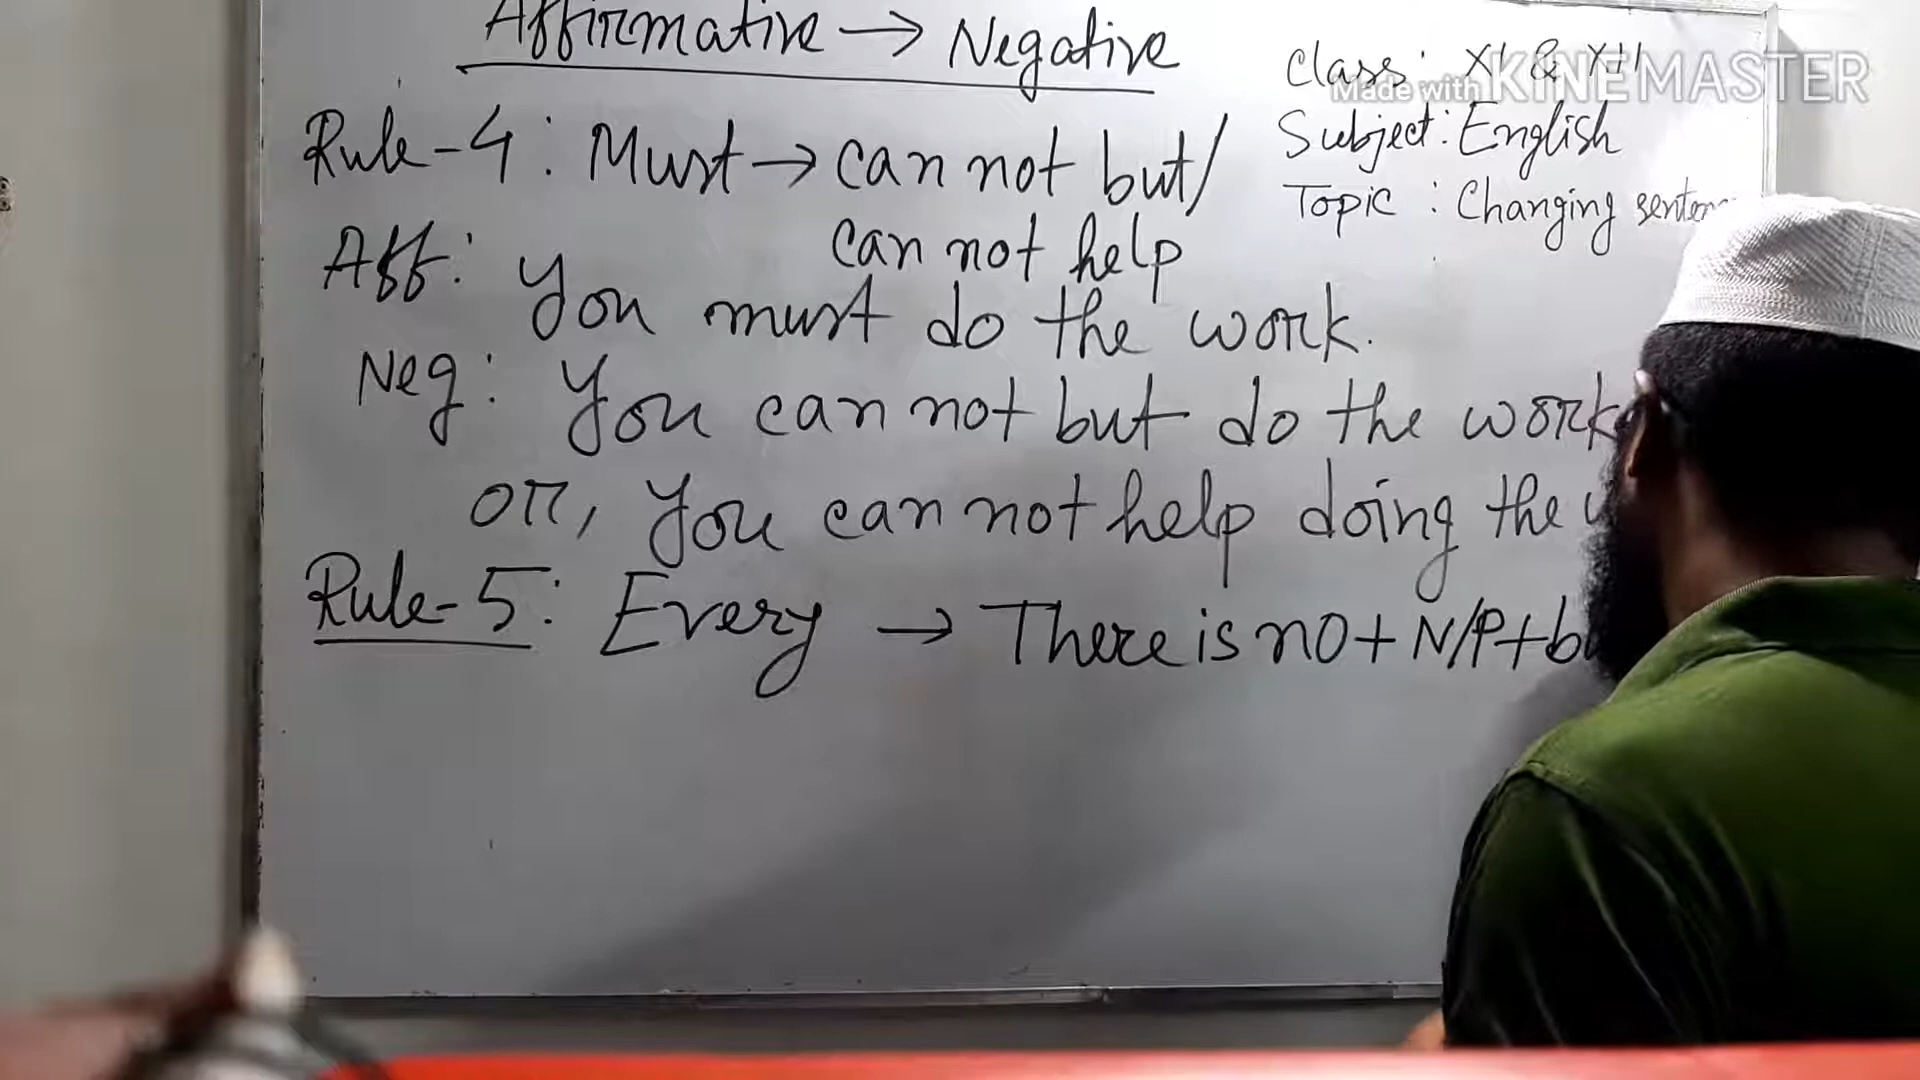 Affirmative → Negative
Class: XI & XII
Made with KINEMASTER
Subject: English
Topic : Changing
Rule-4: Must → can not but/
can not help
Aff: You must do the work.
Neg: You can not but do the work
or, You can not help doing the
Rule-5: Every → There is no + N/P +